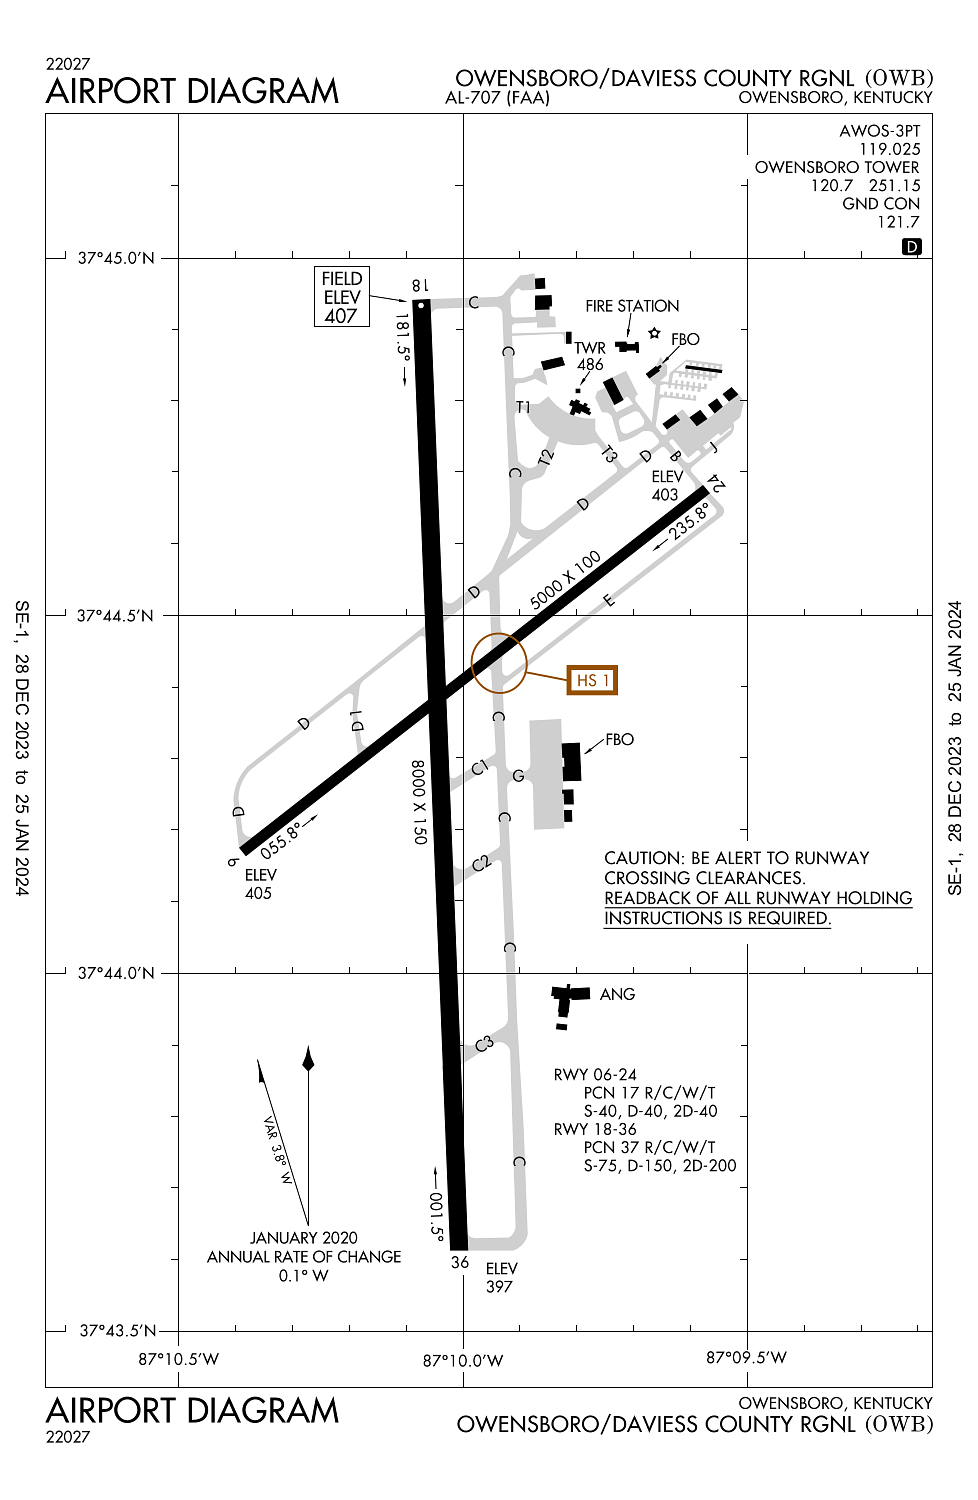 22027
AIRPORT DIAGRAM
OWENSBORO/DAVIESS COUNTY RGNL (OWB)
AL-707 (FAA)
OWENSBORO, KENTUCKY
AWOS-3PT
119.025
OWENSBORO TOWER
120.7 251.15
GND CON
121.7
D
37°45.0'N
FIELD
ELEV
407
18
181.5°
C
FIRE STATION
FBO
TWR
486
C
T1
C
T2
T3
D
B
J
ELEV
403
24
235.8°
D
5000 X 100
D
E
37°44.5'N
HS 1
D
D1
C
FBO
C1
G
8000 X 150
D
C
6
055.8°
ELEV
405
C2
CAUTION: BE ALERT TO RUNWAY
CROSSING CLEARANCES.
READBACK OF ALL RUNWAY HOLDING
INSTRUCTIONS IS REQUIRED.
C
37°44.0'N
ANG
C3
RWY 06-24
PCN 17 R/C/W/T
S-40, D-40, 2D-40
RWY 18-36
PCN 37 R/C/W/T
S-75, D-150, 2D-200
VAR 3.8° W
C
001.5°
JANUARY 2020
ANNUAL RATE OF CHANGE
0.1° W
36
ELEV
397
37°43.5'N
87°10.5'W
87°10.0'W
87°09.5'W
SE-1, 28 DEC 2023 to 25 JAN 2024
SE-1, 28 DEC 2023 to 25 JAN 2024
AIRPORT DIAGRAM
22027
OWENSBORO, KENTUCKY
OWENSBORO/DAVIESS COUNTY RGNL (OWB)